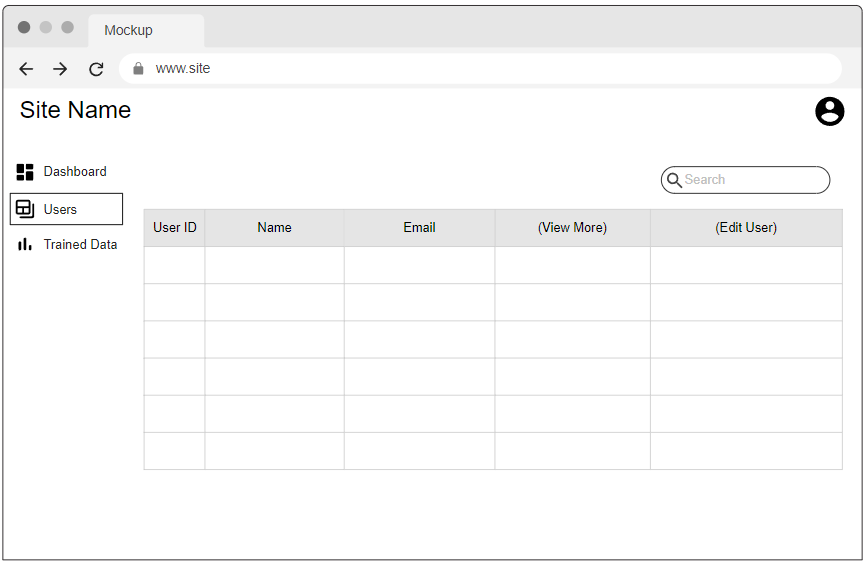 Mockup
www.site
Site Name
Dashboard
Search
Users
User ID Name Email (View More) (Edit User)
Trained Data